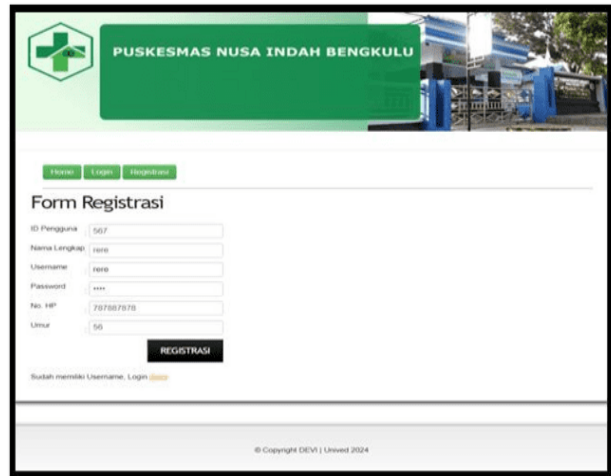 PUSKESMAS NUSA INDAH BENGKULU
Home Login Registrasi
Form Registrasi
ID Pengguna : 567
Nama Lengkap : rere
Username : rere
Password : ••••
No. HP : 787887878
Umur : 56
REGISTRASI
Sudah memiliki Username, Login disini
© Copyright DEVI | Unived 2024